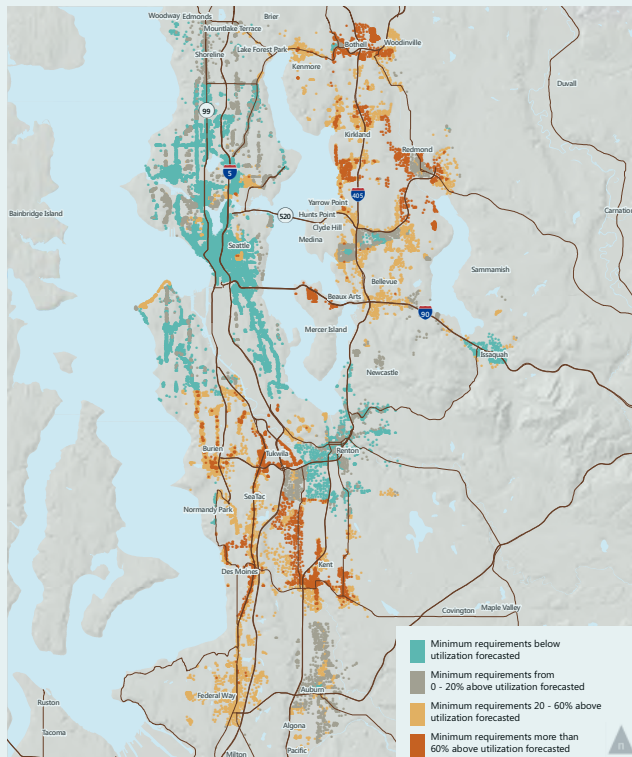 Woodway Edmonds
Brier
Mountlake Terrace
Lake Forest Park
Shoreline
Bothell
Woodinville
Kenmore
Duvall
99
Kirkland
Redmond
5
405
Yarrow Point
Hunts Point
520
Clyde Hill
Medina
Bainbridge Island
Carnation
Seattle
Sammamish
Bellevue
Beaux Arts
90
Mercer Island
Issaquah
Newcastle
Burien
Tukwila
Renton
SeaTac
Normandy Park
Kent
Des Moines
Covington
Maple Valley
Minimum requirements below
utilization forecasted
Minimum requirements from
0 - 20% above utilization forecasted
Minimum requirements 20 - 60% above
utilization forecasted
Minimum requirements more than
60% above utilization forecasted
Federal Way
Auburn
Ruston
Tacoma
Algona
Milton
Pacific
n